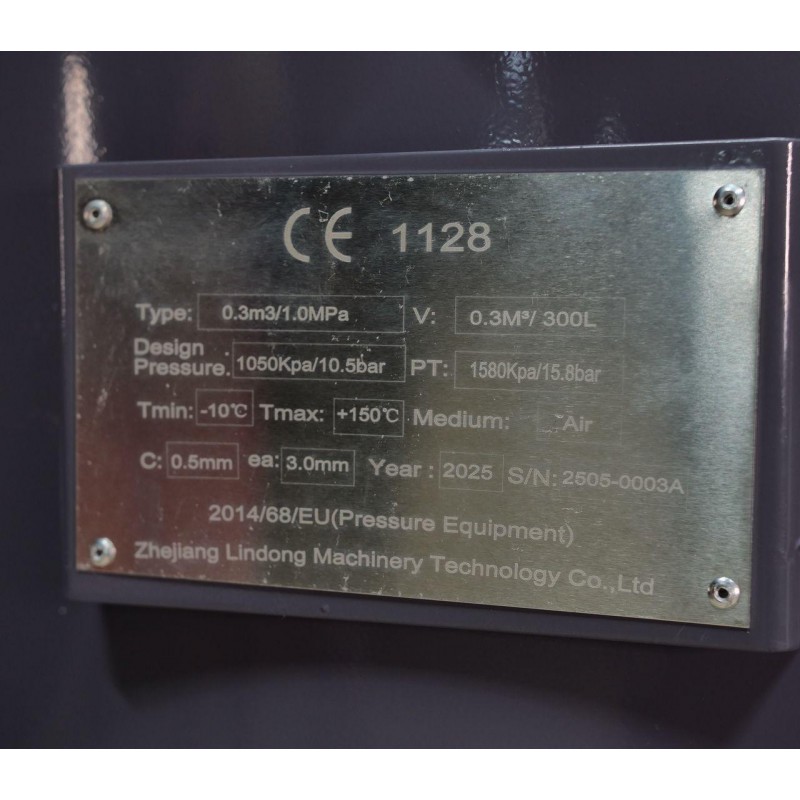 CE 1128
Type: 0.3m3/1.0MPa V: 0.3M³/ 300L
Design
Pressure. 1050Kpa/10.5bar PT: 1580Kpa/15.8bar
Tmin: -10℃ Tmax: +150℃ Medium: Air
C: 0.5mm ea: 3.0mm Year : 2025 S/N: 2505-0003A
2014/68/EU(Pressure Equipment)
Zhejiang Lindong Machinery Technology Co.,Ltd